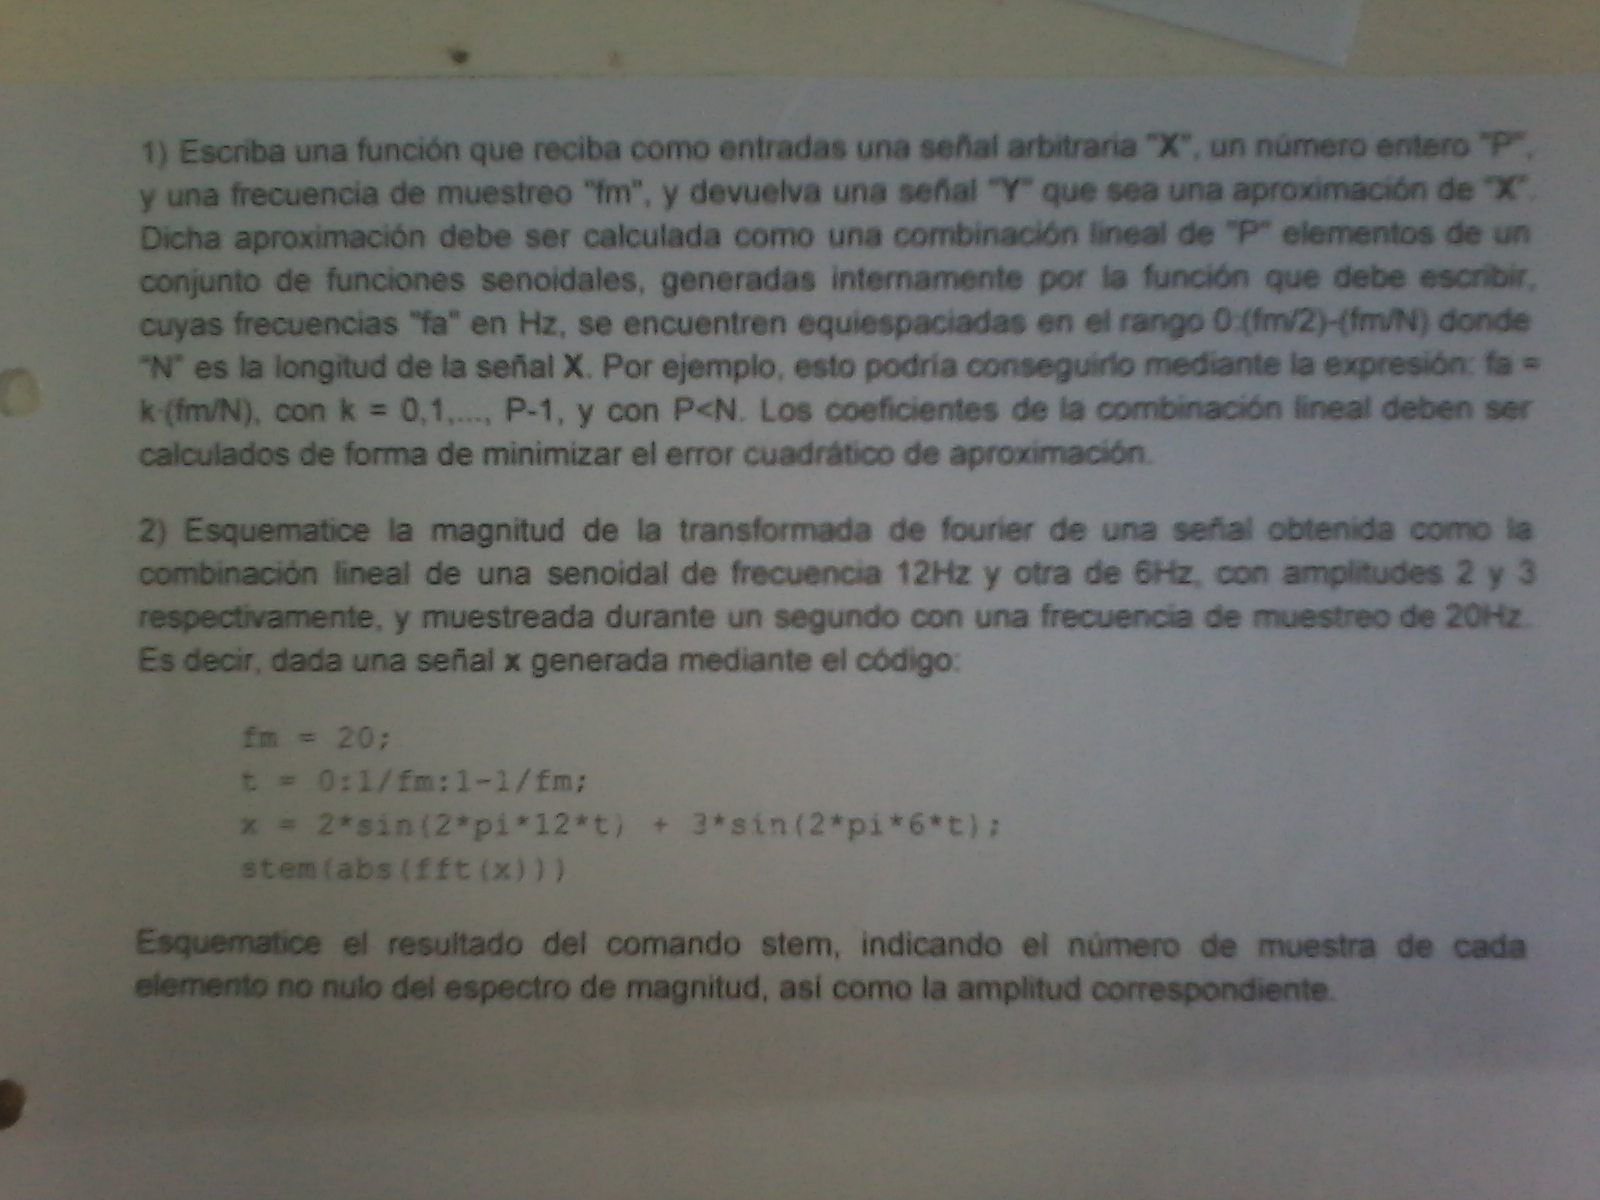 1) Escriba una función que reciba como entradas una señal arbitraria "X", un número entero "P",
y una frecuencia de muestreo "fm", y devuelva una señal "Y" que sea una aproximación de "X".
Dicha aproximación debe ser calculada como una combinación lineal de "P" elementos de un
conjunto de funciones senoidales, generadas internamente por la función que debe escribir,
cuyas frecuencias "fa" en Hz, se encuentren equiespaciadas en el rango 0:(fm/2)-(fm/N) donde
"N" es la longitud de la señal X. Por ejemplo, esto podría conseguirlo mediante la expresión: fa =
k·(fm/N), con k = 0,1,..., P-1, y con P<N. Los coeficientes de la combinación lineal deben ser
calculados de forma de minimizar el error cuadrático de aproximación.
2) Esquematice la magnitud de la transformada de fourier de una señal obtenida como la
combinación lineal de una senoidal de frecuencia 12Hz y otra de 6Hz, con amplitudes 2 y 3
respectivamente, y muestreada durante un segundo con una frecuencia de muestreo de 20Hz.
Es decir, dada una señal x generada mediante el código:
fm = 20;
t = 0:1/fm:1-1/fm;
x = 2*sin(2*pi*12*t) + 3*sin(2*pi*6*t);
stem(abs(fft(x)))
Esquematice el resultado del comando stem, indicando el número de muestra de cada
elemento no nulo del espectro de magnitud, así como la amplitud correspondiente.